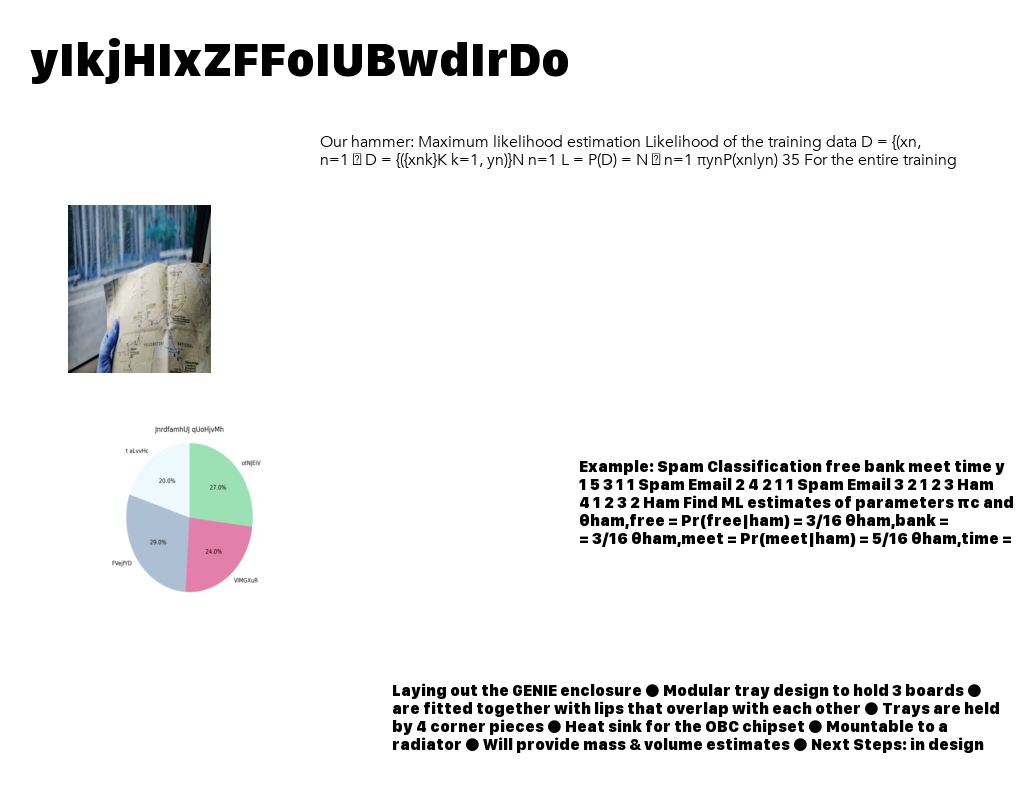 yIkjHIxZFFoIUBwdIrDo
Our hammer: Maximum likelihood estimation Likelihood of the training data D = {(xn,
n=1 D = {({xnk}K k=1, yn)}N n=1 L = P(D) = N n=1 πynP(xnlyn) 35 For the entire training
JnrdfamhUJ qUoHjvMh
t aLvvHc
otNJEiV
20.0%
27.0%
29.0%
24.0%
FVejfYD
VIMGXuR
Example: Spam Classification free bank meet time y
1 5 3 1 1 Spam Email 2 4 2 1 1 Spam Email 3 2 1 2 3 Ham
4 1 2 3 2 Ham Find ML estimates of parameters πc and
θham,free = Pr(free|ham) = 3/16 θham,bank =
= 3/16 θham,meet = Pr(meet|ham) = 5/16 θham,time =
Laying out the GENIE enclosure ● Modular tray design to hold 3 boards ●
are fitted together with lips that overlap with each other ● Trays are held
by 4 corner pieces ● Heat sink for the OBC chipset ● Mountable to a
radiator ● Will provide mass & volume estimates ● Next Steps: in design